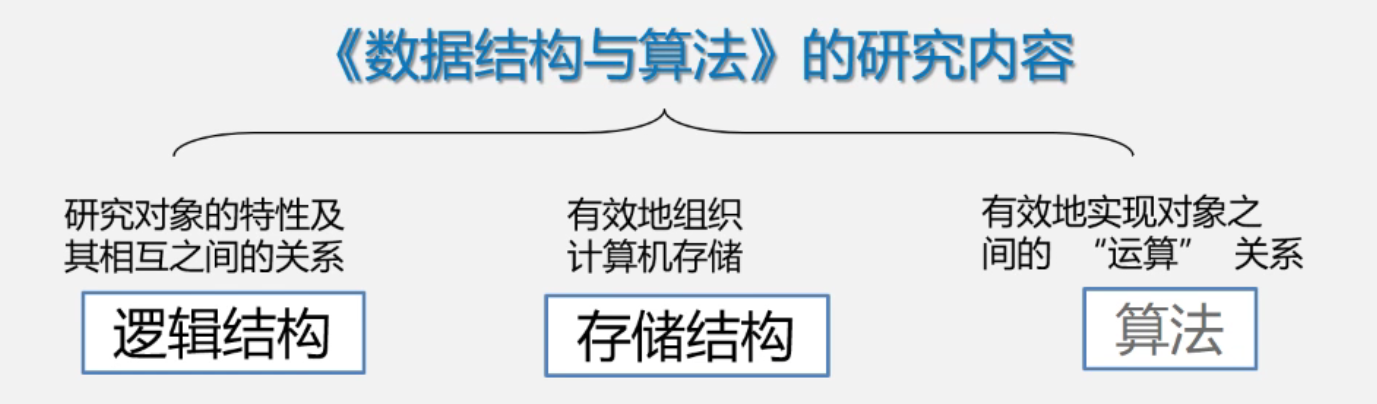 《数据结构与算法》的研究内容
研究对象的特性及
其相互之间的关系
逻辑结构
有效地组织
计算机存储
存储结构
有效地实现对象之
间的 “运算” 关系
算法